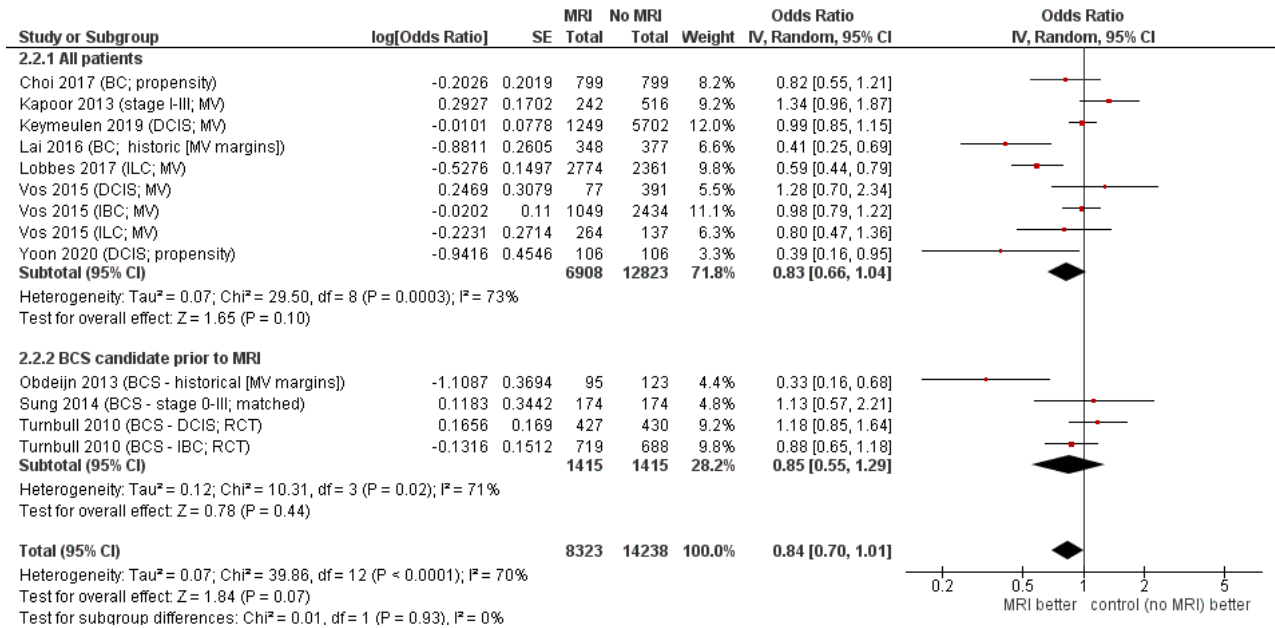 MRI No MRI Odds Ratio Odds Ratio
Study or Subgroup log[Odds Ratio] SE Total Total Weight IV, Random, 95% CI IV, Random, 95% CI
2.2.1 All patients
Choi 2017 (BC; propensity) -0.2026 0.2019 799 799 8.2% 0.82 [0.55, 1.21]
Kapoor 2013 (stage I-III; MV) 0.2927 0.1702 242 516 9.2% 1.34 [0.96, 1.87]
Keymeulen 2019 (DCIS; MV) -0.0101 0.0778 1249 5702 12.0% 0.99 [0.85, 1.15]
Lai 2016 (BC; historic [MV margins]) -0.8811 0.2605 348 377 6.6% 0.41 [0.25, 0.69]
Lobbes 2017 (ILC; MV) -0.5276 0.1497 2774 2361 9.8% 0.59 [0.44, 0.79]
Vos 2015 (DCIS; MV) 0.2469 0.3079 77 391 5.5% 1.28 [0.70, 2.34]
Vos 2015 (IBC; MV) -0.0202 0.11 1049 2434 11.1% 0.98 [0.79, 1.22]
Vos 2015 (ILC; MV) -0.2231 0.2714 264 137 6.3% 0.80 [0.47, 1.36]
Yoon 2020 (DCIS; propensity) -0.9416 0.4546 106 106 3.3% 0.39 [0.16, 0.95]
Subtotal (95% CI) 6908 12823 71.8% 0.83 [0.66, 1.04]
Heterogeneity: Tau² = 0.07; Chi² = 29.50, df = 8 (P = 0.0003); I² = 73%
Test for overall effect: Z = 1.65 (P = 0.10)
2.2.2 BCS candidate prior to MRI
Obdeijn 2013 (BCS - historical [MV margins]) -1.1087 0.3694 95 123 4.4% 0.33 [0.16, 0.68]
Sung 2014 (BCS - stage 0-III; matched) 0.1183 0.3442 174 174 4.8% 1.13 [0.57, 2.21]
Turnbull 2010 (BCS - DCIS; RCT) 0.1656 0.169 427 430 9.2% 1.18 [0.85, 1.64]
Turnbull 2010 (BCS - IBC; RCT) -0.1316 0.1512 719 688 9.8% 0.88 [0.65, 1.18]
Subtotal (95% CI) 1415 1415 28.2% 0.85 [0.55, 1.29]
Heterogeneity: Tau² = 0.12; Chi² = 10.31, df = 3 (P = 0.02); I² = 71%
Test for overall effect: Z = 0.78 (P = 0.44)
Total (95% CI) 8323 14238 100.0% 0.84 [0.70, 1.01]
Heterogeneity: Tau² = 0.07; Chi² = 39.86, df = 12 (P < 0.0001); I² = 70%
Test for overall effect: Z = 1.84 (P = 0.07)
Test for subgroup differences: Chi² = 0.01, df = 1 (P = 0.93), I² = 0%
0.2 0.5 1 2 5
MRI better control (no MRI) better